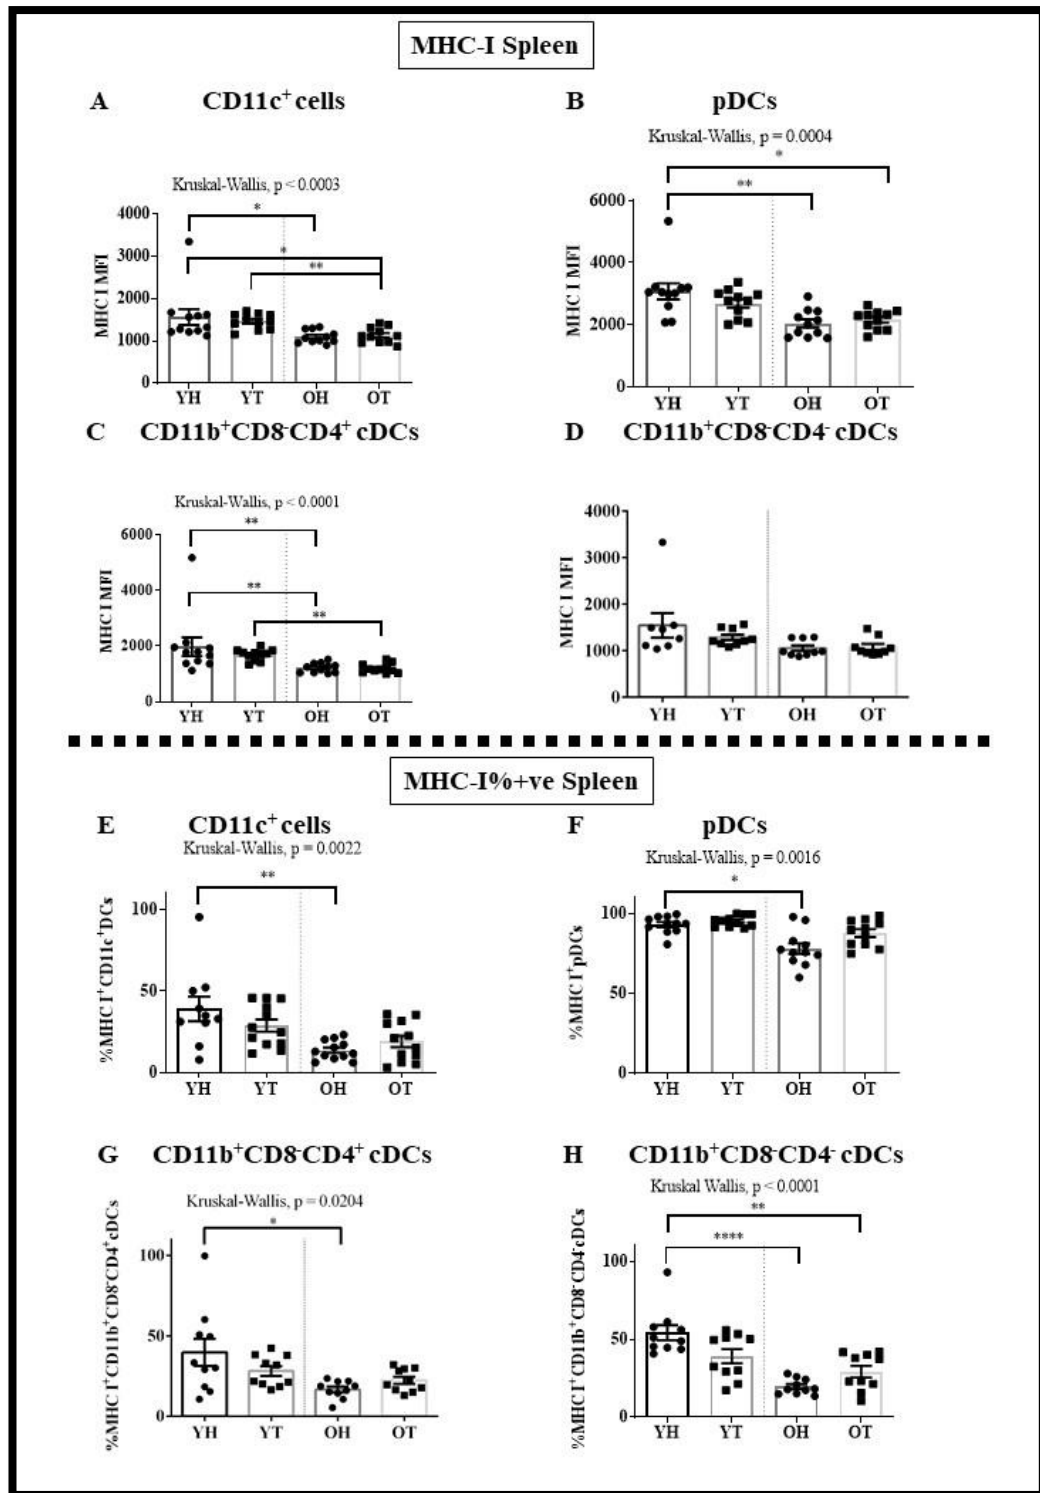 MHC-I Spleen
A CD11c⁺ cells
Kruskal-Wallis, p < 0.0003
*
*
**
MHC I MFI
4000
3000
2000
1000
0
YH YT OH OT
B pDCs
Kruskal-Wallis, p = 0.0004
*
**
MHC I MFI
6000
4000
2000
0
YH YT OH OT
C CD11b⁺CD8⁻CD4⁺ cDCs
Kruskal-Wallis, p < 0.0001
**
**
**
MHC I MFI
6000
4000
2000
0
YH YT OH OT
D CD11b⁺CD8⁻CD4⁻ cDCs
MHC I MFI
4000
3000
2000
1000
0
YH YT OH OT
MHC-I%+ve Spleen
E CD11c⁺ cells
Kruskal-Wallis, p = 0.0022
**
%MHC I⁺CD11c⁺DCs
100
50
0
YH YT OH OT
F pDCs
Kruskal-Wallis, p = 0.0016
*
%MHC I⁺pDCs
100
50
0
YH YT OH OT
G CD11b⁺CD8⁻CD4⁺ cDCs
Kruskal-Wallis, p = 0.0204
*
%MHC I⁺CD11b⁺CD8⁻CD4⁺cDCs
100
50
0
YH YT OH OT
H CD11b⁺CD8⁻CD4⁻ cDCs
Kruskal Wallis, p < 0.0001
**
****
%MHC I⁺CD11b⁺CD8⁻CD4⁻cDCs
100
50
0
YH YT OH OT